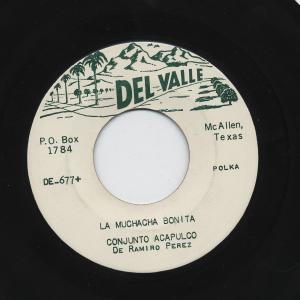 DEL VALLE
P.O. Box
1784
McAllen,
Texas
DE-677+
POLKA
LA MUCHACHA BONITA
CONJUNTO ACAPULCO
De Ramiro Perez